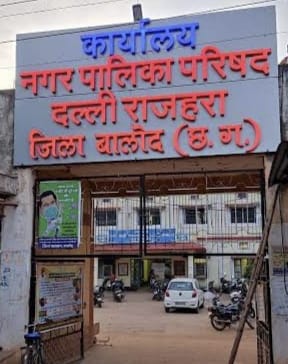 कार्यालय
नगर पालिका परिषद
दल्ली राजहरा
जिला बालोद (छ.ग.)